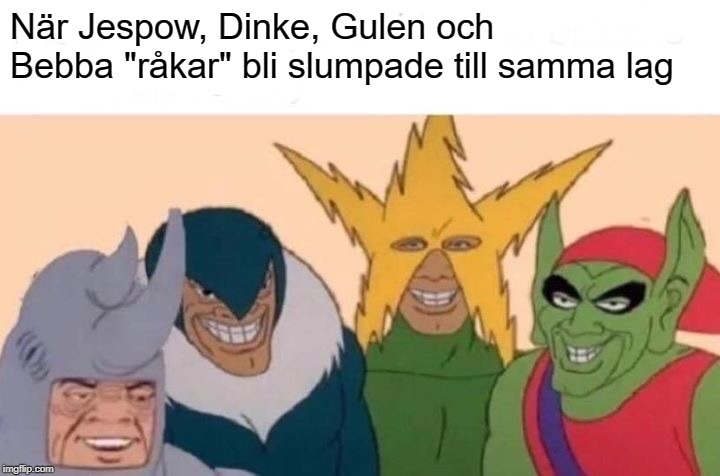 När Jespow, Dinke, Gulen och
Bebba "råkar" bli slumpade till samma lag
imgflip.com